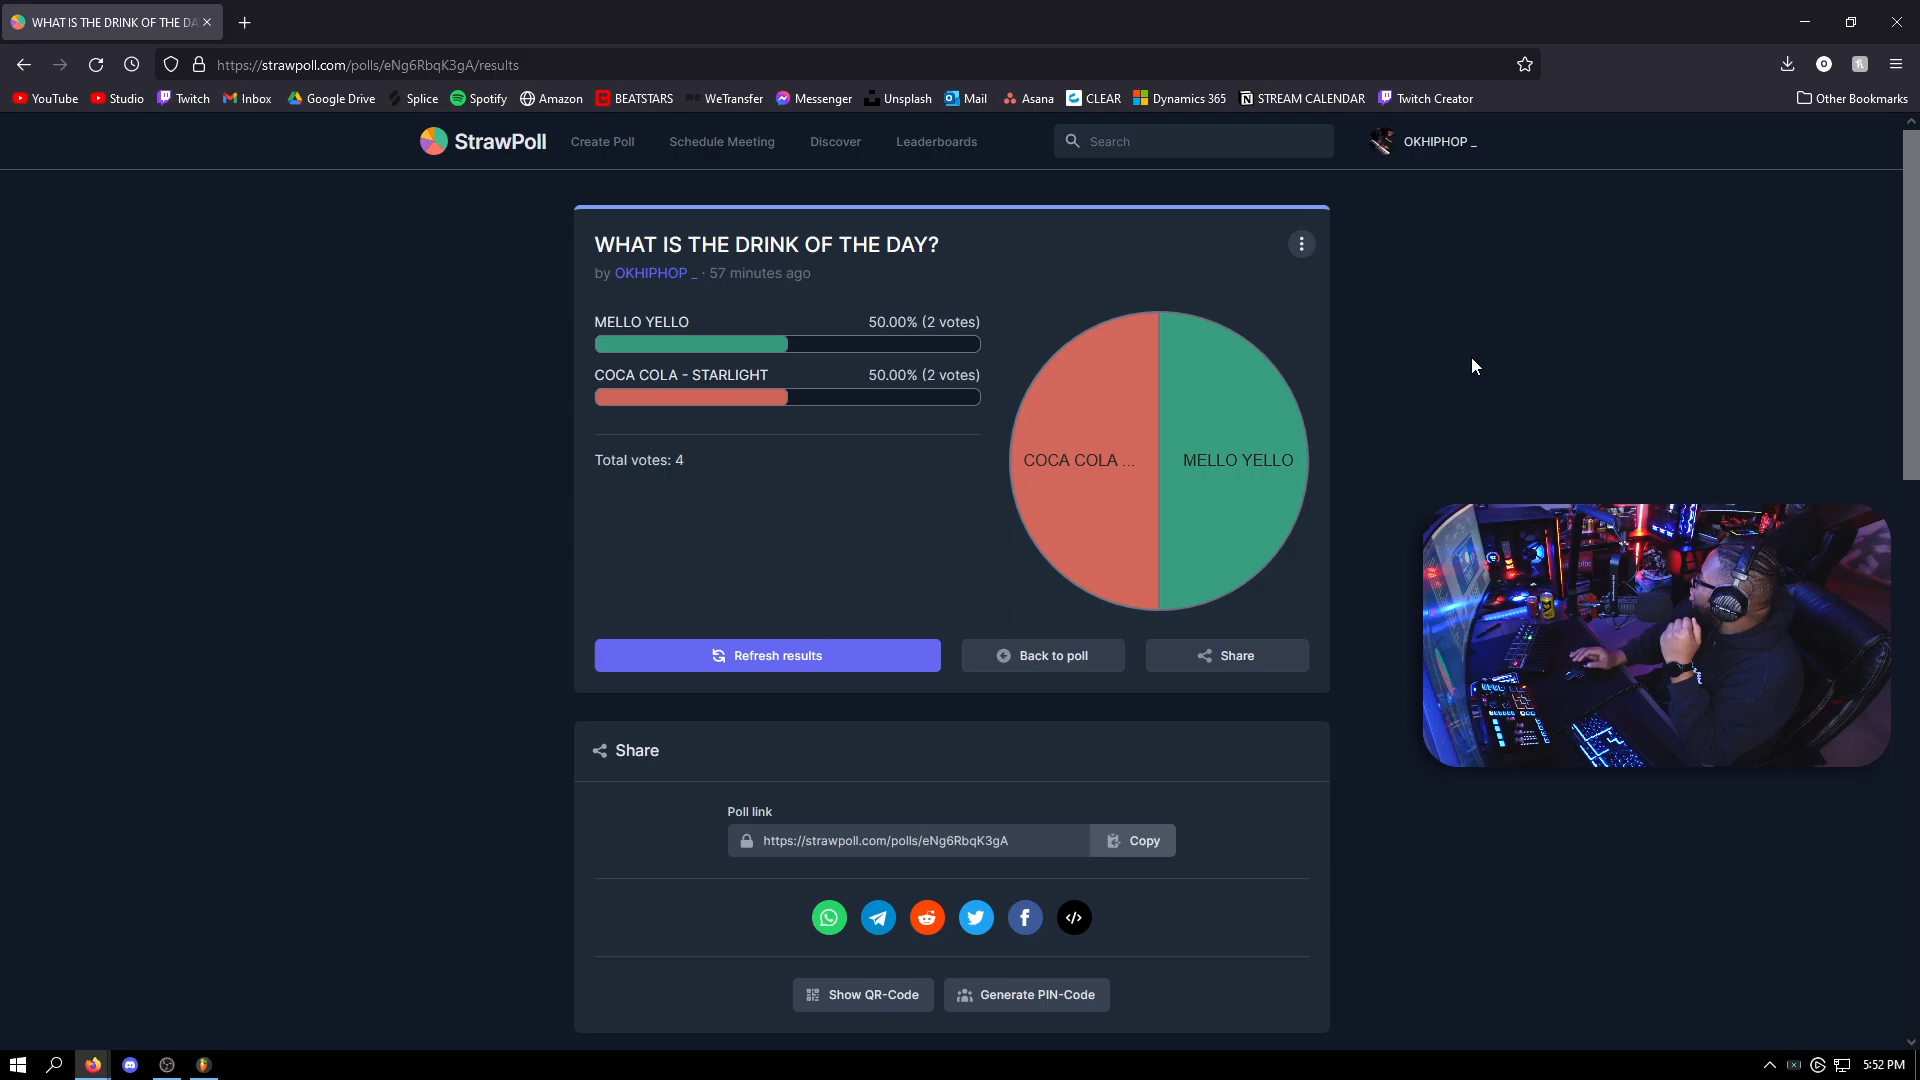 WHAT IS THE DRINK OF THE DA
https://strawpoll.com/polls/eNg6RbqK3gA/results
YouTube Studio Twitch Inbox Google Drive Splice Spotify Amazon BEATSTARS WeTransfer Messenger Unsplash Mail Asana CLEAR Dynamics 365 STREAM CALENDAR Twitch Creator Other Bookmarks
StrawPoll Create Poll Schedule Meeting Discover Leaderboards Search OKHIPHOP _
WHAT IS THE DRINK OF THE DAY?
by OKHIPHOP _ · 57 minutes ago
MELLO YELLO 50.00% (2 votes)
COCA COLA - STARLIGHT 50.00% (2 votes)
Total votes: 4
COCA COLA ... MELLO YELLO
Refresh results Back to poll Share
Share
Poll link
https://strawpoll.com/polls/eNg6RbqK3gA Copy
Show QR-Code Generate PIN-Code
5:52 PM